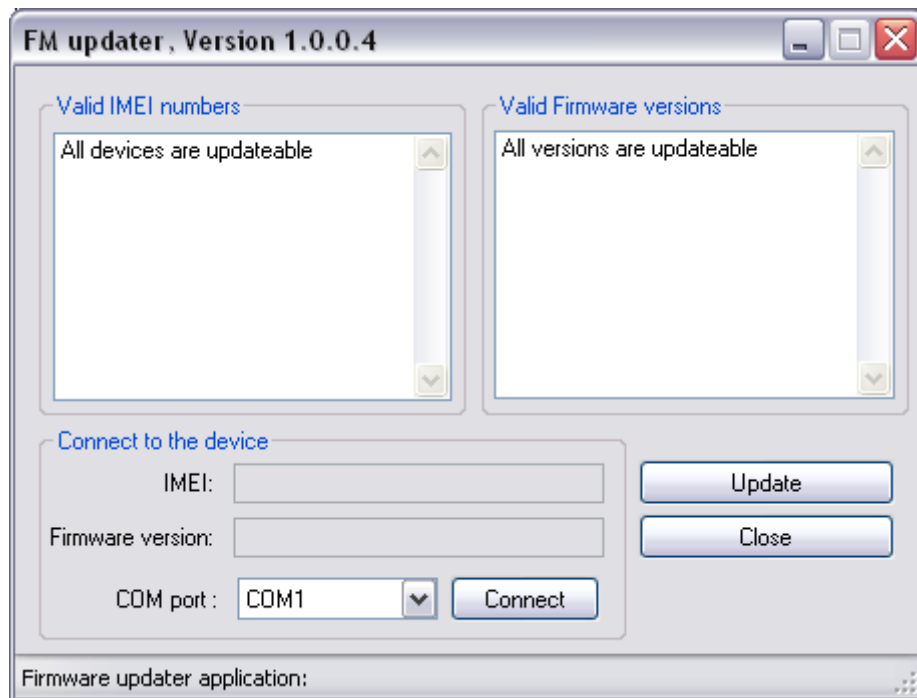 FM updater, Version 1.0.0.4
Valid IMEI numbers
All devices are updateable
Valid Firmware versions
All versions are updateable
Connect to the device
IMEI:
Firmware version:
COM port : COM1 Connect
Update
Close
Firmware updater application: